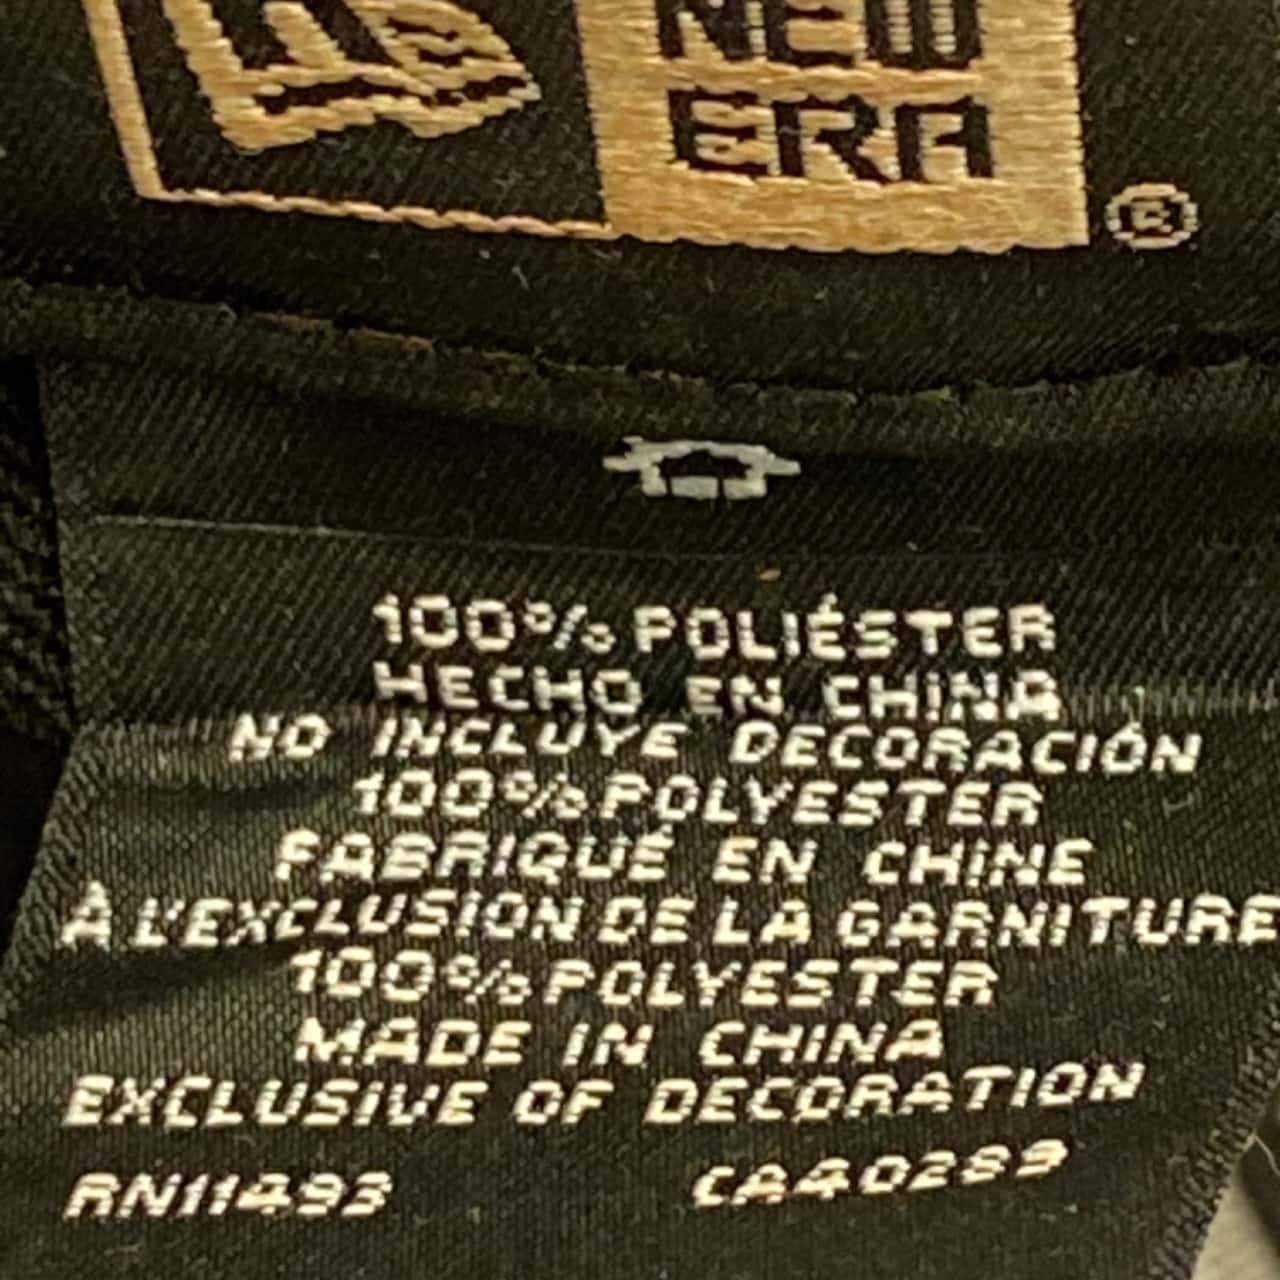 NEW
ERA
®
100% POLIÉSTER
HECHO EN CHINA
NO INCLUYE DECORACIÓN
100% POLYESTER
FABRIQUÉ EN CHINE
À L'EXCLUSION DE LA GARNITURE
100% POLYESTER
MADE IN CHINA
EXCLUSIVE OF DECORATION
RN11493 CA40289